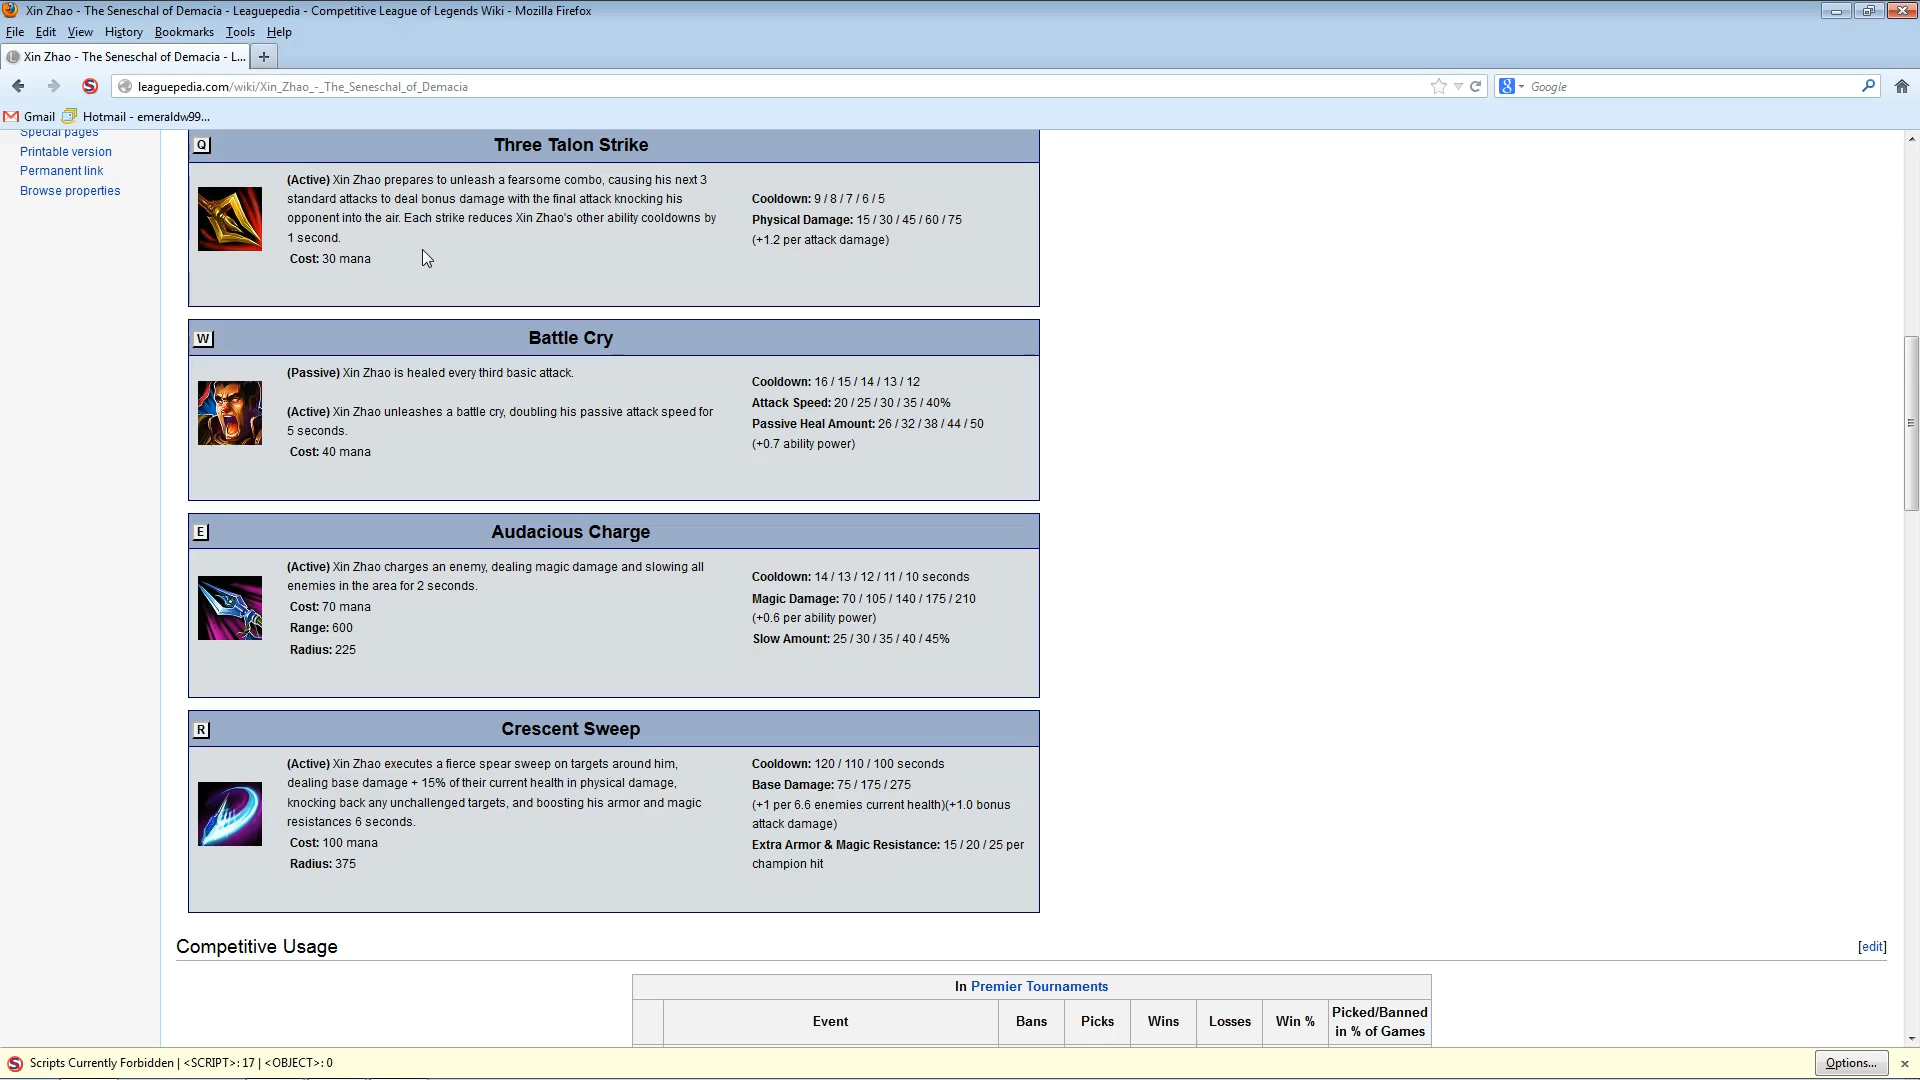 Xin Zhao - The Seneschal of Demacia - Leaguepedia - Competitive League of Legends Wiki - Mozilla Firefox
File Edit View History Bookmarks Tools Help
Xin Zhao - The Seneschal of Demacia - L... +
leaguepedia.com/wiki/Xin_Zhao_-_The_Seneschal_of_Demacia
Google
Gmail Hotmail - emeraldw99...
Special pages
Printable version
Permanent link
Browse properties
Q Three Talon Strike
(Active) Xin Zhao prepares to unleash a fearsome combo, causing his next 3
standard attacks to deal bonus damage with the final attack knocking his
opponent into the air. Each strike reduces Xin Zhao's other ability cooldowns by
1 second.
Cost: 30 mana
Cooldown: 9 / 8 / 7 / 6 / 5
Physical Damage: 15 / 30 / 45 / 60 / 75
(+1.2 per attack damage)
W Battle Cry
(Passive) Xin Zhao is healed every third basic attack.
(Active) Xin Zhao unleashes a battle cry, doubling his passive attack speed for
5 seconds.
Cost: 40 mana
Cooldown: 16 / 15 / 14 / 13 / 12
Attack Speed: 20 / 25 / 30 / 35 / 40%
Passive Heal Amount: 26 / 32 / 38 / 44 / 50
(+0.7 ability power)
E Audacious Charge
(Active) Xin Zhao charges an enemy, dealing magic damage and slowing all
enemies in the area for 2 seconds.
Cost: 70 mana
Range: 600
Radius: 225
Cooldown: 14 / 13 / 12 / 11 / 10 seconds
Magic Damage: 70 / 105 / 140 / 175 / 210
(+0.6 per ability power)
Slow Amount: 25 / 30 / 35 / 40 / 45%
R Crescent Sweep
(Active) Xin Zhao executes a fierce spear sweep on targets around him,
dealing base damage + 15% of their current health in physical damage,
knocking back any unchallenged targets, and boosting his armor and magic
resistances 6 seconds.
Cost: 100 mana
Radius: 375
Cooldown: 120 / 110 / 100 seconds
Base Damage: 75 / 175 / 275
(+1 per 6.6 enemies current health)(+1.0 bonus
attack damage)
Extra Armor & Magic Resistance: 15 / 20 / 25 per
champion hit
Competitive Usage [edit]
In Premier Tournaments
Event Bans Picks Wins Losses Win % Picked/Banned
in % of Games
Scripts Currently Forbidden | <SCRIPT>: 17 | <OBJECT>: 0 Options...